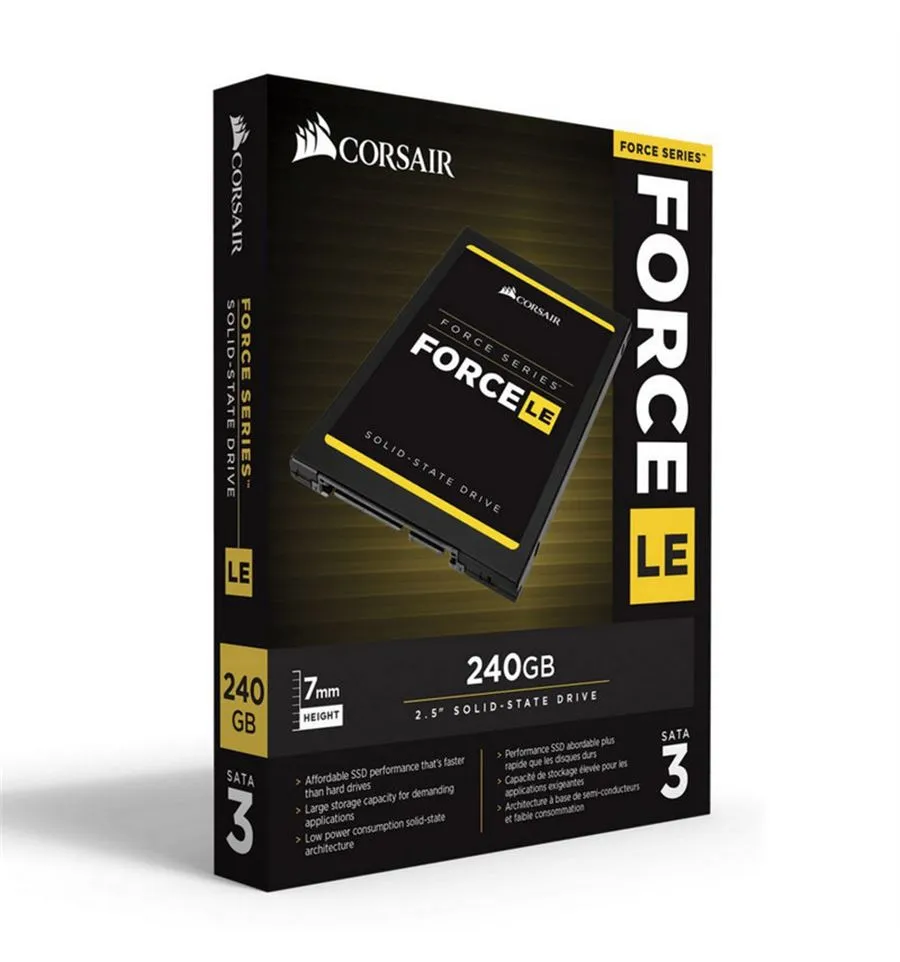 CORSAIR
FORCE SERIES™
SOLID-STATE DRIVE
LE
240
GB
SATA
3
CORSAIR
FORCE SERIES™
FORCE
LE
CORSAIR
FORCE SERIES™
FORCE LE
SOLID-STATE DRIVE
7mm
HEIGHT
240GB
2.5" SOLID-STATE DRIVE
> Affordable SSD performance that's faster
than hard drives
> Large storage capacity for demanding
applications
> Low power consumption solid-state
architecture
> Performance SSD abordable plus
rapide que les disques durs
> Capacité de stockage élevée pour les
applications exigeantes
> Architecture à base de semi-conducteurs
et faible consommation
SATA
3